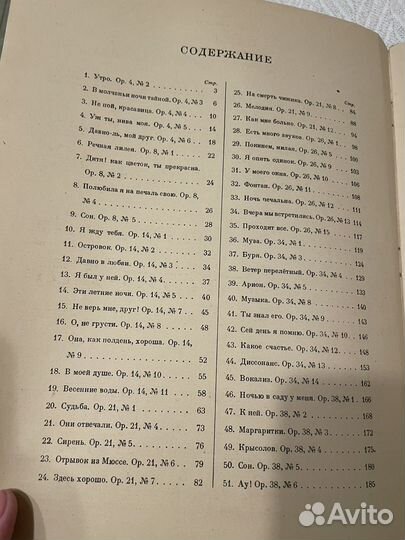 СОДЕРЖАНИЕ
Стр.
1. Утро. Ор. 4, № 2 3
2. В молчаньи ночи тайной. Ор. 4, № 3 6
3. Не пой, красавица. Ор. 4, № 4 10
4. Уж ты, нива моя. Ор. 4, № 5 14
5. Давно-ль, мой друг. Ор. 4, № 6 18
6. Речная лилея. Ор. 8, № 1 22
7. Дитя! как цветок, ты прекрасна.
Ор. 8, № 2 24
8. Полюбила я на печаль свою. Ор. 8,
№ 4 26
9. Сон. Ор. 8, № 5 28
10. Я жду тебя. Ор. 14, № 1 30
11. Островок. Ор. 14, № 2 32
12. Давно в любви. Ор. 14, № 3 34
13. Я был у ней. Ор. 14, № 4 37
14. Эти летние ночи. Ор. 14, № 5 40
15. Не верь мне, друг! Ор. 14, № 7 45
16. О, не грусти. Ор. 14, № 8 48
17. Она, как полдень, хороша. Ор. 14,
№ 9 52
18. В моей душе. Ор. 14, № 10 55
19. Весенние воды. Ор. 14, № 11 58
20. Судьба. Ор. 21, № 1 63
21. Они отвечали. Ор. 21, № 4 73
22. Сирень. Ор. 21, № 5 76
23. Отрывок из Мюссе. Ор. 21, № 6 79
24. Здесь хорошо. Ор. 21, № 7 82
Стр.
25. На смерть чижика. Ор. 21, № 8 84
26. Мелодия. Ор. 21, № 9
27. Как мне больно. Ор. 21, № 12
28. Есть много звуков. Ор. 26, № 1
29. Покинем, милая. Ор. 26, № 5
30. Я опять одинок. Ор. 26, № 9 103
31. У моего окна. Ор. 26, № 10 105
32. Фонтан. Ор. 26, № 11 108
33. Ночь печальна. Ор. 26, № 12 111
34. Вчера мы встретились. Ор. 26, № 13 114
35. Проходит все. Ор. 26, № 15 117
36. Муза. Ор. 34, № 1 119
37. Буря. Ор. 34, № 3
38. Ветер перелётный. Ор. 34, № 4
39. Арион. Ор. 34, № 5
40. Музыка. Ор. 34, № 8 140
41. Ты знал его. Ор. 34, № 9 143
42. Сей день я помню. Ор. 34, № 10 146
43. Какое счастье. Ор. 34, № 12 148
44. Диссонанс. Ор. 34, № 13
45. Вокализ. Ор. 34, № 14 162
46. Ночью в саду у меня. Ор. 38, № 1 166
47. К ней. Ор. 38, № 2 168
48. Маргаритки. Ор. 38, № 3 172
49. Крысолов. Ор. 38, № 4 175
50. Сон. Ор. 38, № 5 180
51. Ау! Ор. 38, № 6 185
Avito